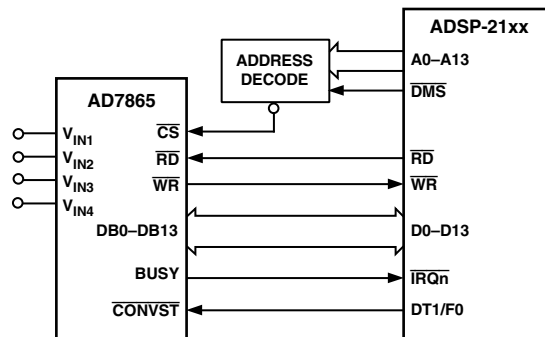 ADSP-21xx
ADDRESS
DECODE
A0–A13
DMS
AD7865
VIN1
VIN2
VIN3
VIN4
CS
RD
WR
DB0–DB13
BUSY
CONVST
RD
WR
D0–D13
IRQn
DT1/F0